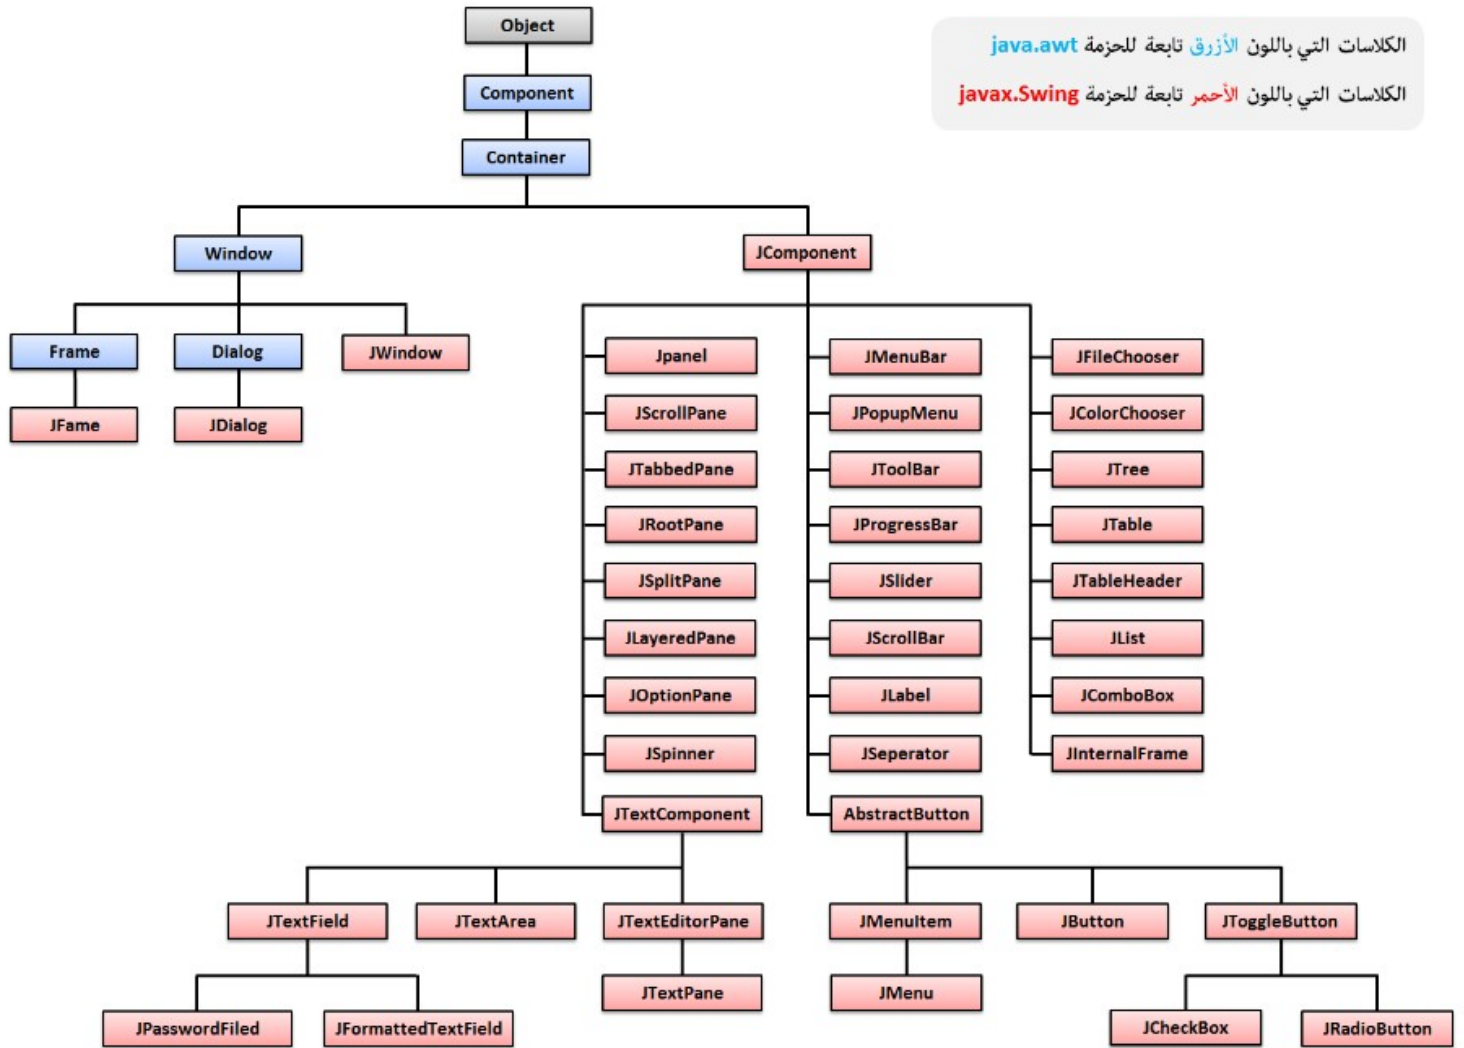 Object
الكلاسات التي باللون الأزرق تابعة للحزمة java.awt
الكلاسات التي باللون الأحمر تابعة للحزمة javax.Swing
Component
Container
Window
JComponent
Frame
Dialog
JWindow
JFame
JDialog
Jpanel
JMenuBar
JFileChooser
JScrollPane
JPopupMenu
JColorChooser
JTabbedPane
JToolBar
JTree
JRootPane
JProgressBar
JTable
JSplitPane
JSlider
JTableHeader
JLayeredPane
JScrollBar
JList
JOptionPane
JLabel
JComboBox
JSpinner
JSeperator
JInternalFrame
JTextComponent
AbstractButton
JTextField
JTextArea
JTextEditorPane
JMenuItem
JButton
JToggleButton
JPasswordFiled
JFormattedTextField
JTextPane
JMenu
JCheckBox
JRadioButton